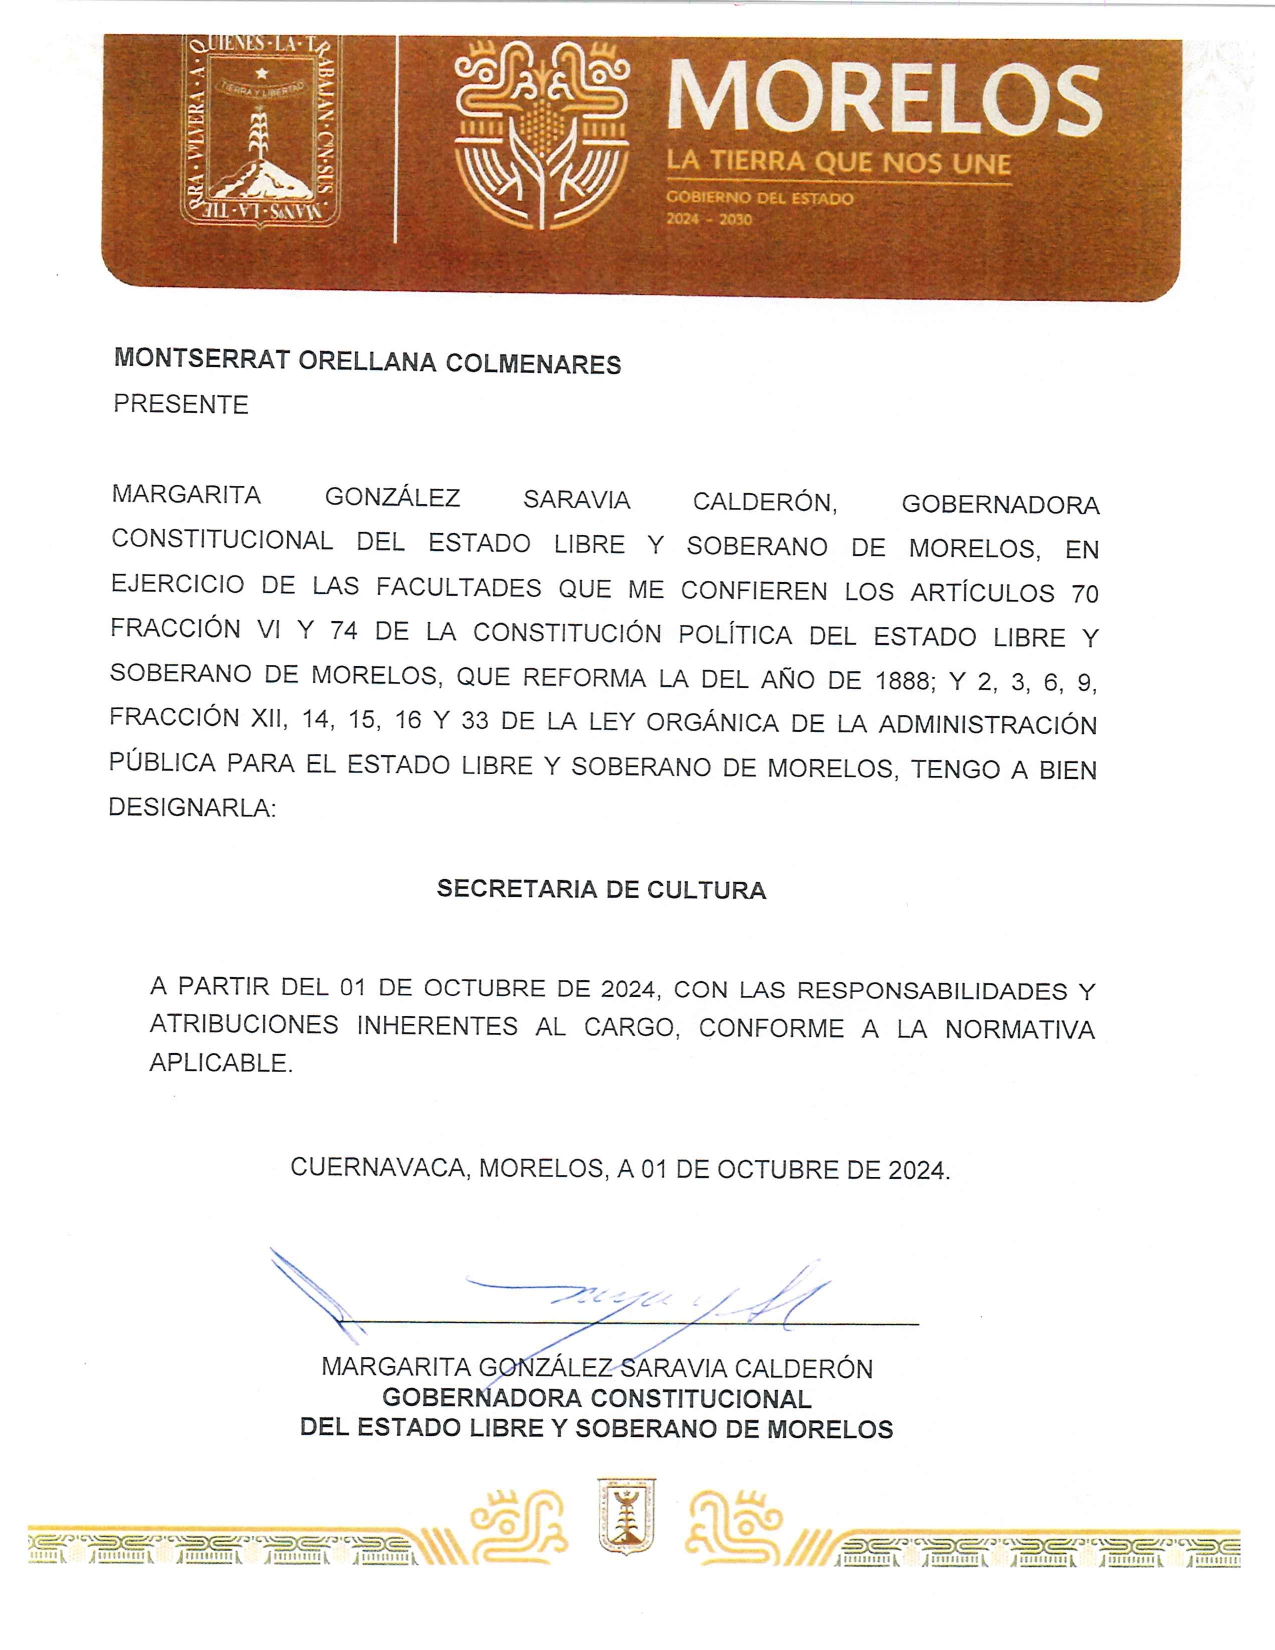 QUIENES·LA·TRABAJAN·CON·SUS·MANOS·LA·TIERRA·VOLVERA·A·
TIERRA Y LIBERTAD
MORELOS
LA TIERRA QUE NOS UNE
GOBIERNO DEL ESTADO
2024 - 2030
MONTSERRAT ORELLANA COLMENARES
PRESENTE
MARGARITA GONZÁLEZ SARAVIA CALDERÓN, GOBERNADORA
CONSTITUCIONAL DEL ESTADO LIBRE Y SOBERANO DE MORELOS, EN
EJERCICIO DE LAS FACULTADES QUE ME CONFIEREN LOS ARTÍCULOS 70
FRACCIÓN VI Y 74 DE LA CONSTITUCIÓN POLÍTICA DEL ESTADO LIBRE Y
SOBERANO DE MORELOS, QUE REFORMA LA DEL AÑO DE 1888; Y 2, 3, 6, 9,
FRACCIÓN XII, 14, 15, 16 Y 33 DE LA LEY ORGÁNICA DE LA ADMINISTRACIÓN
PÚBLICA PARA EL ESTADO LIBRE Y SOBERANO DE MORELOS, TENGO A BIEN
DESIGNARLA:
SECRETARIA DE CULTURA
A PARTIR DEL 01 DE OCTUBRE DE 2024, CON LAS RESPONSABILIDADES Y
ATRIBUCIONES INHERENTES AL CARGO, CONFORME A LA NORMATIVA
APLICABLE.
CUERNAVACA, MORELOS, A 01 DE OCTUBRE DE 2024.
MARGARITA GONZÁLEZ SARAVIA CALDERÓN
GOBERNADORA CONSTITUCIONAL
DEL ESTADO LIBRE Y SOBERANO DE MORELOS